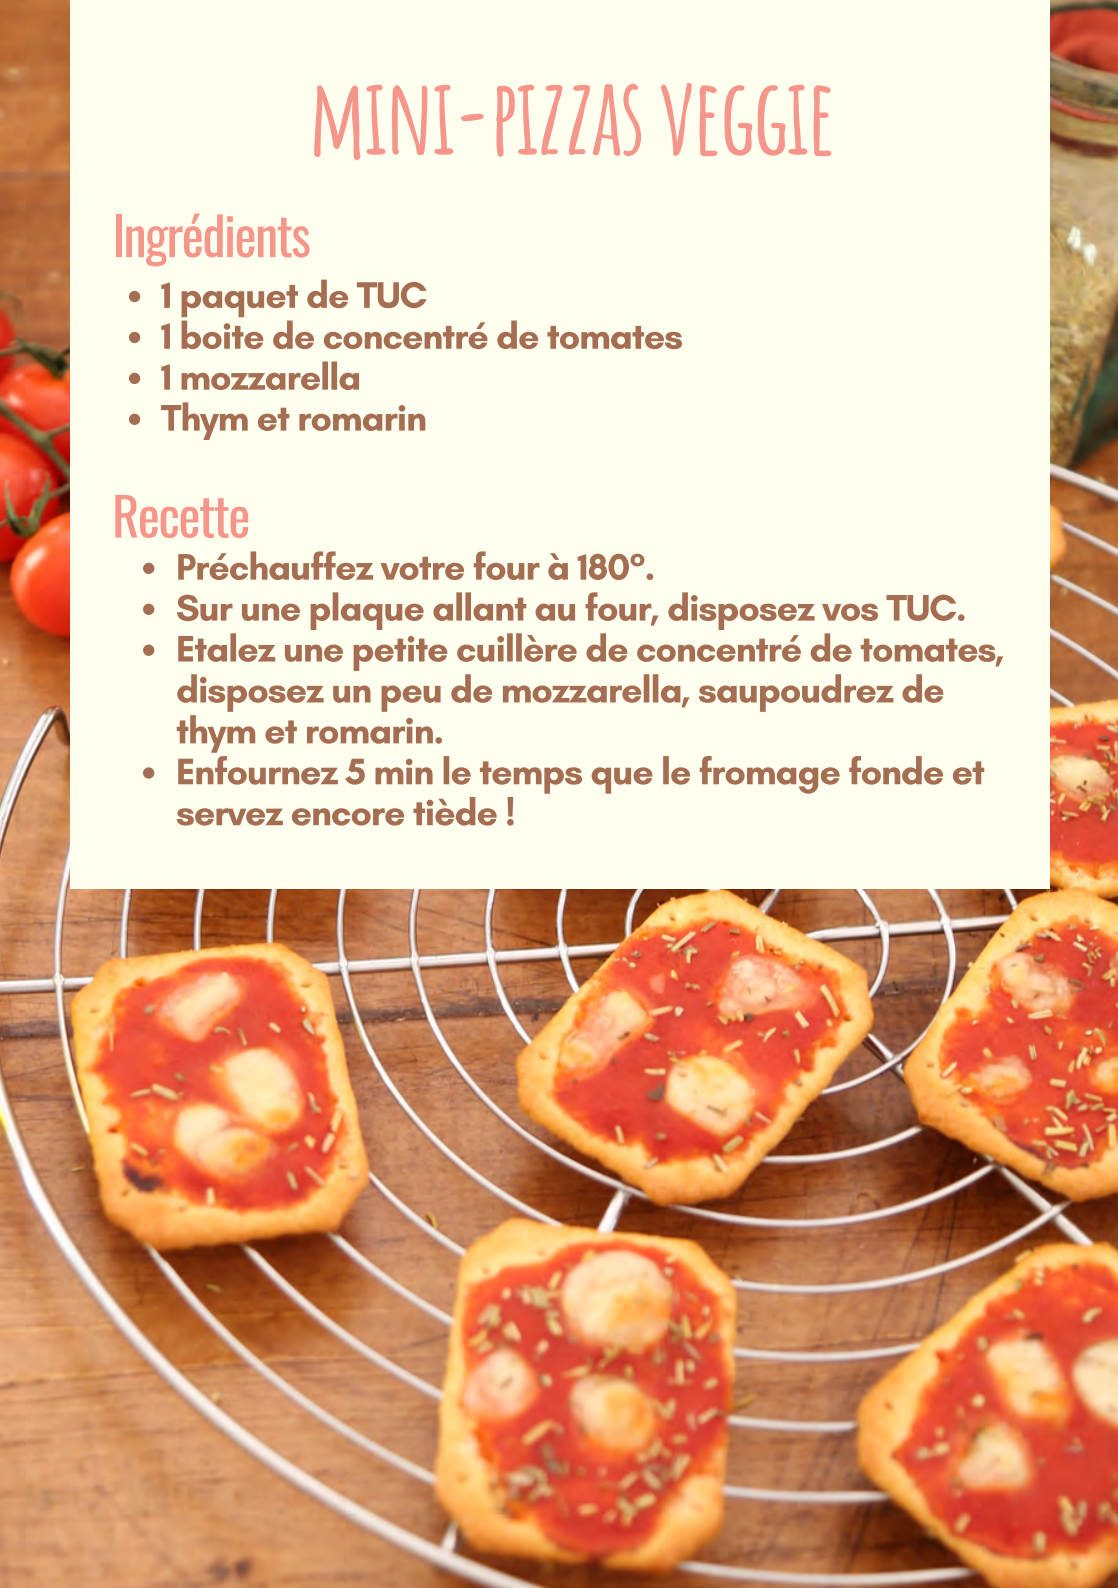 MINI-PIZZAS VEGGIE
Ingrédients
• 1 paquet de TUC
• 1 boite de concentré de tomates
• 1 mozzarella
• Thym et romarin
Recette
• Préchauffez votre four à 180°.
• Sur une plaque allant au four, disposez vos TUC.
• Etalez une petite cuillère de concentré de tomates,
disposez un peu de mozzarella, saupoudrez de
thym et romarin.
• Enfournez 5 min le temps que le fromage fonde et
servez encore tiède !